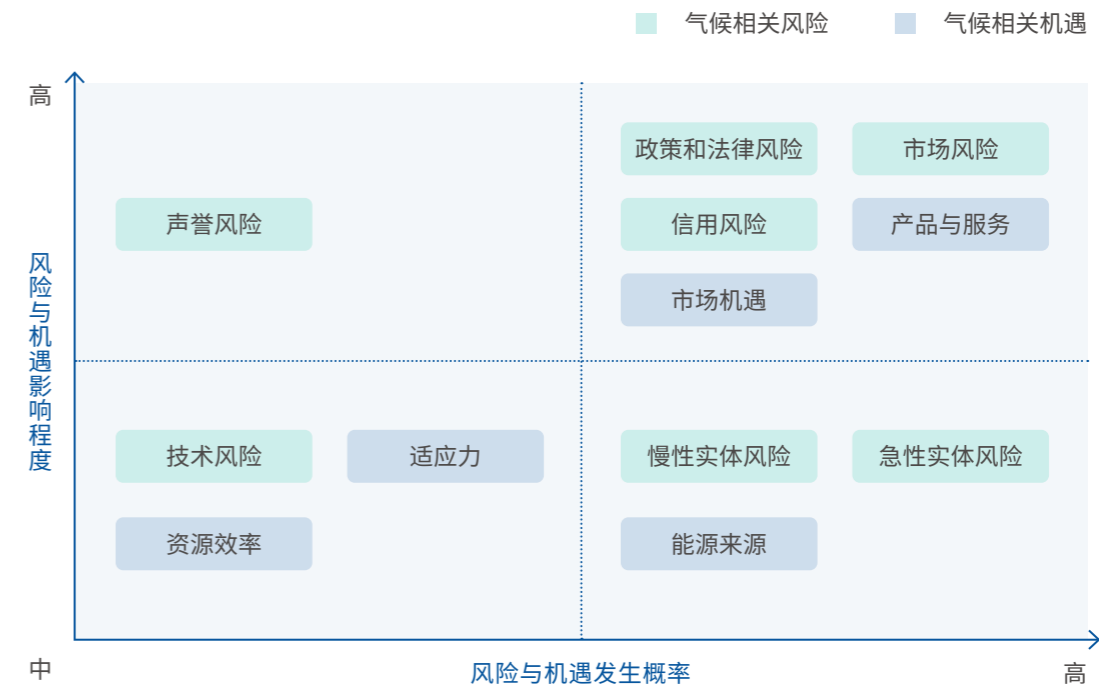 气候相关风险
气候相关机遇
高
风险与机遇影响程度
政策和法律风险
市场风险
声誉风险
信用风险
产品与服务
市场机遇
技术风险
适应力
慢性实体风险
急性实体风险
资源效率
能源来源
中
风险与机遇发生概率
高